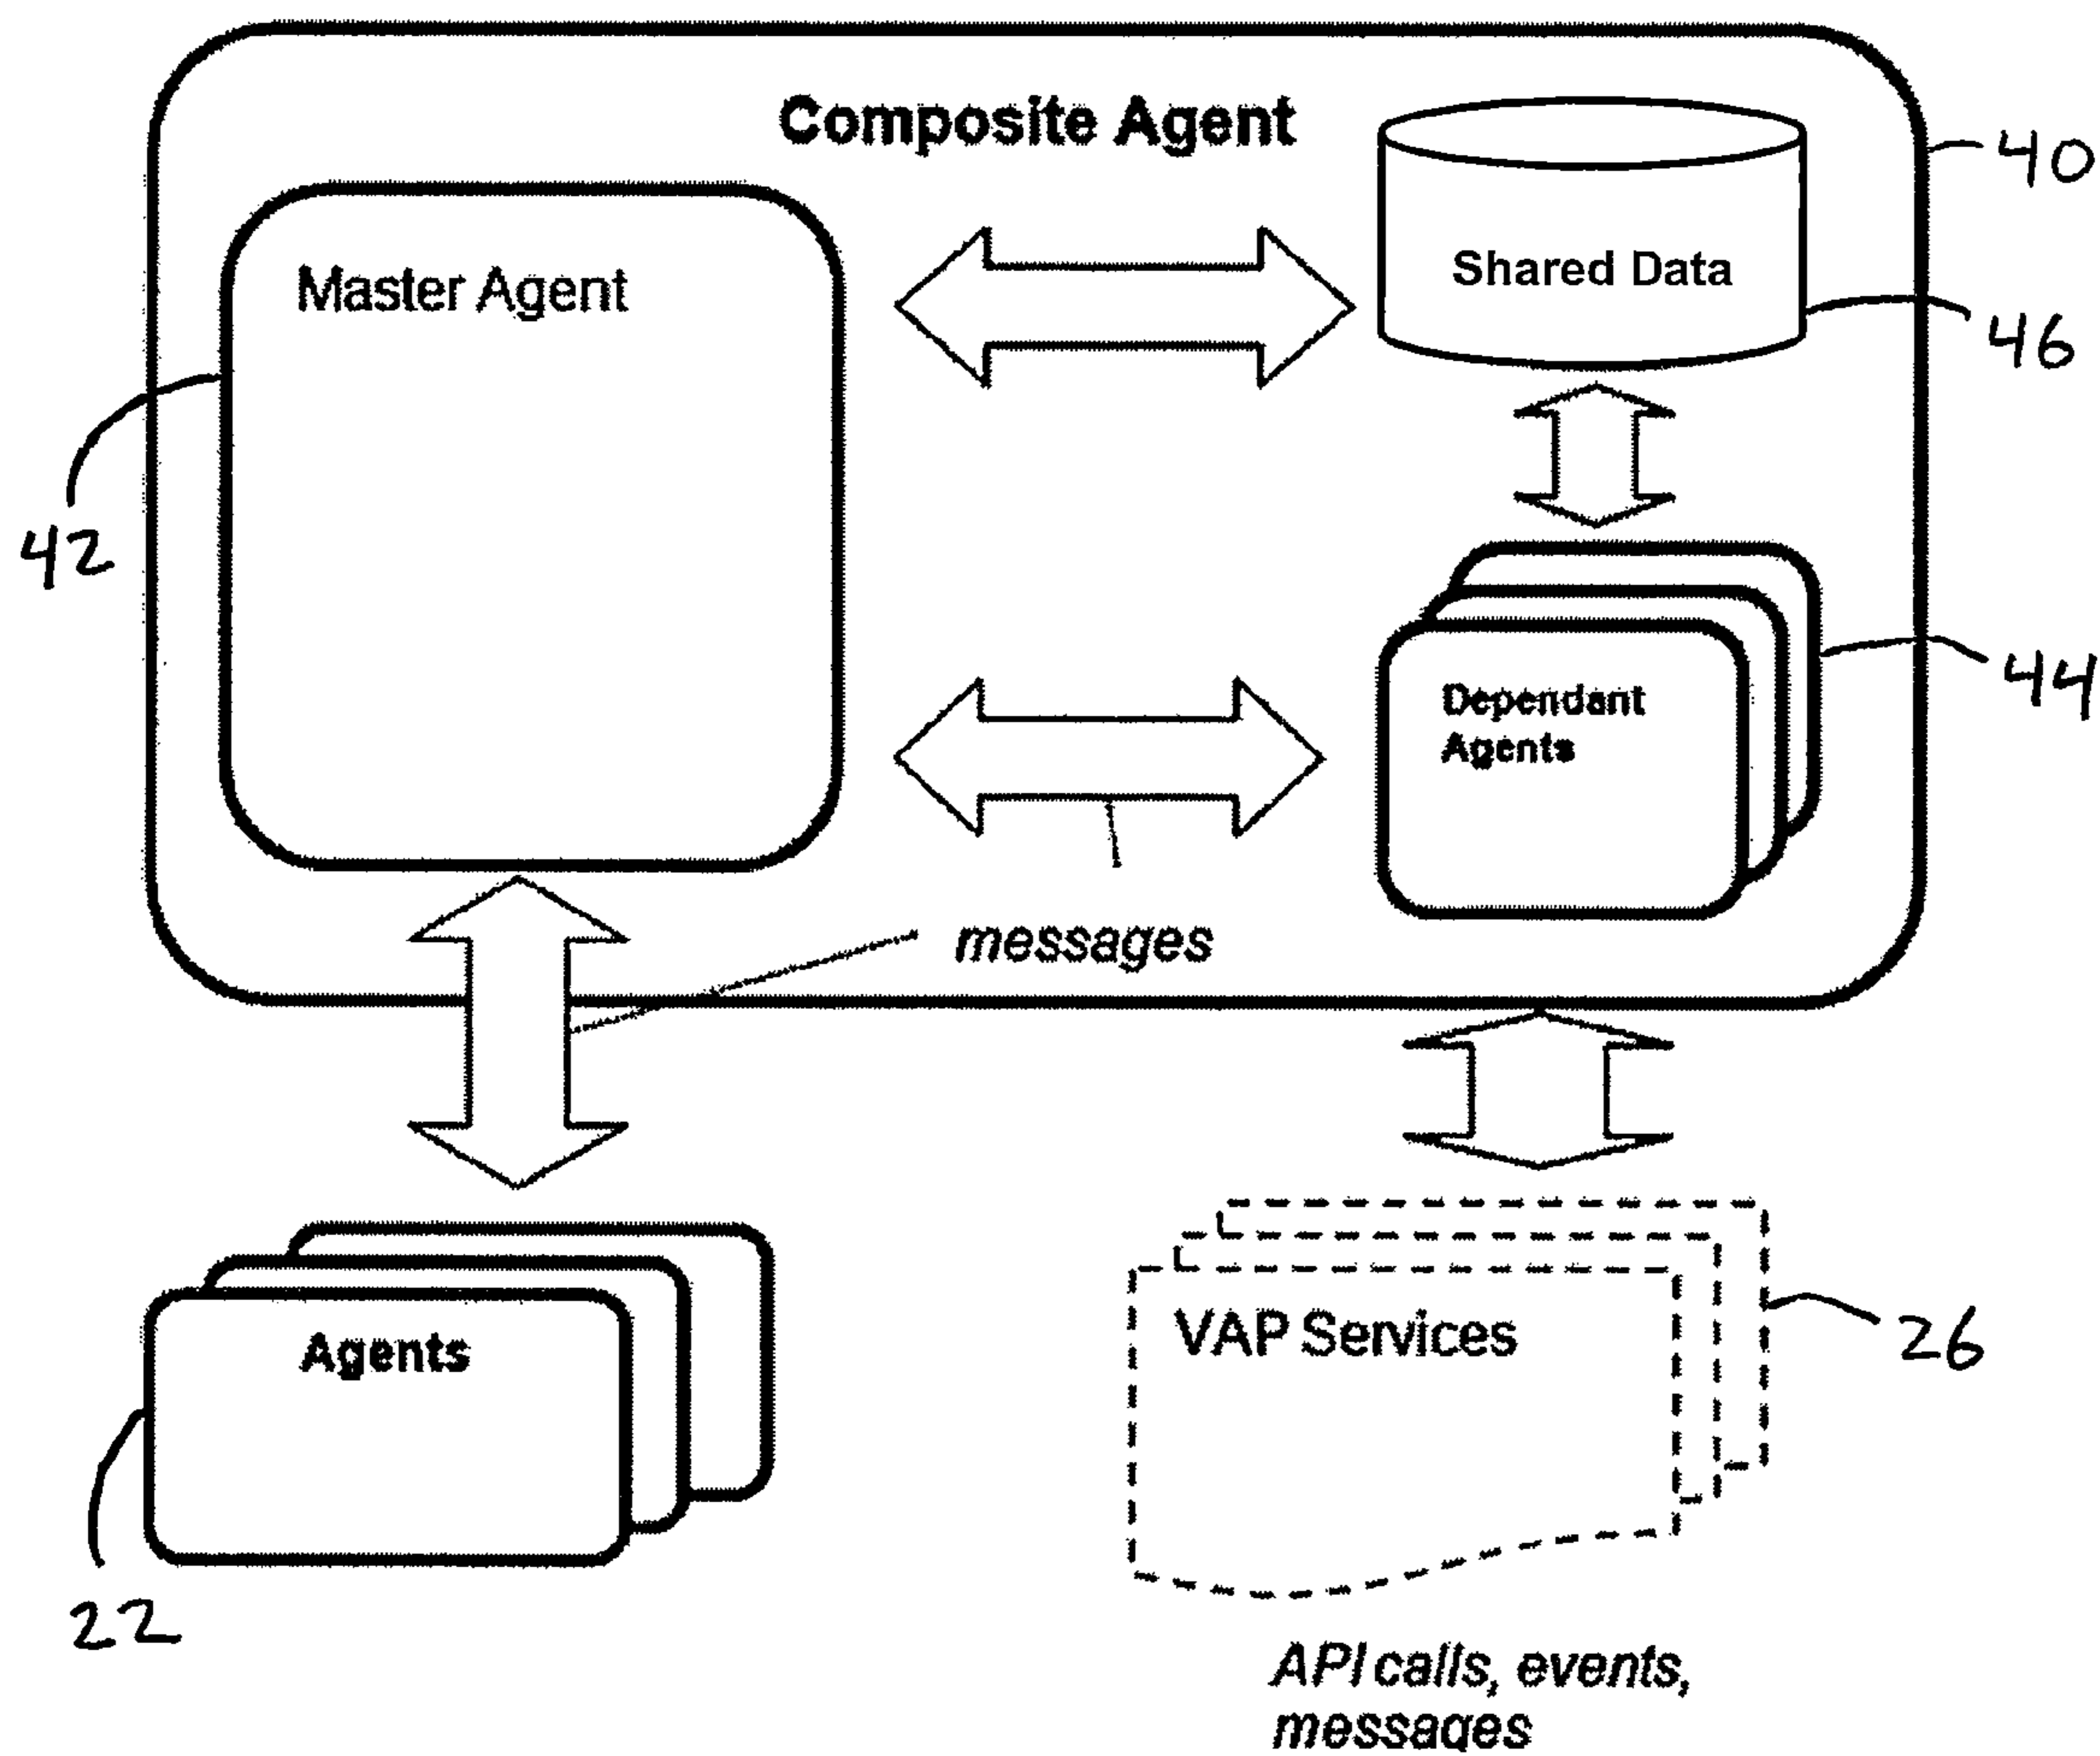 Composite Agent
40
Master Agent
Shared Data
46
42
44
Dependant
Agents
messages
Agents
VAP Services
26
22
API calls, events,
messages